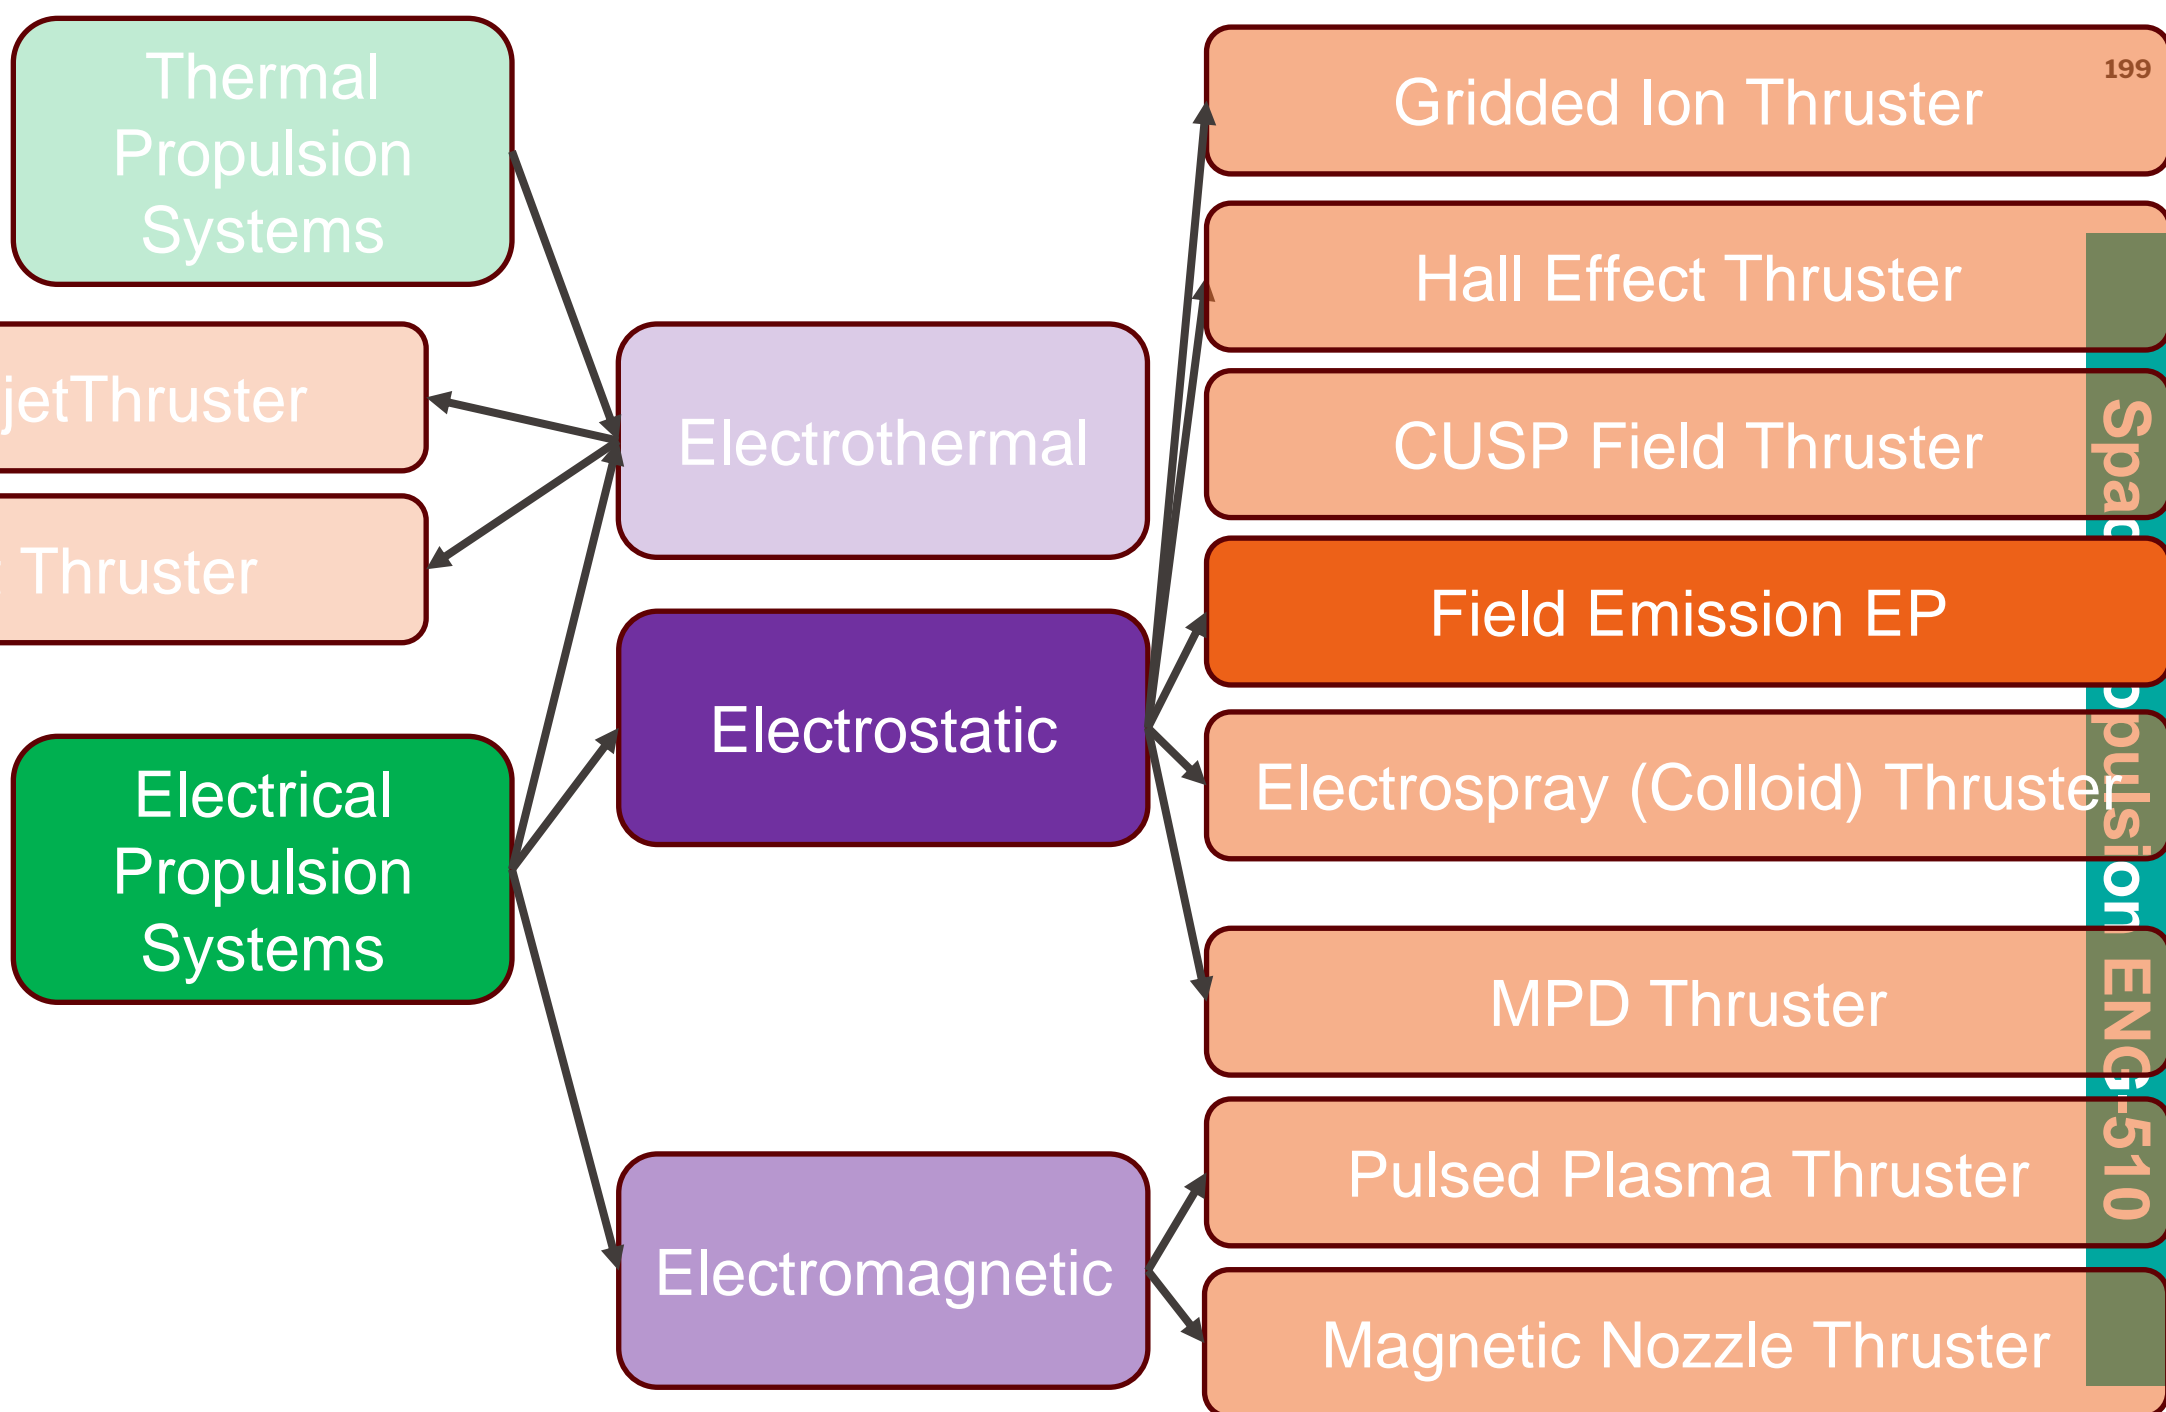 Thermal
Propulsion
Systems
jetThruster
Thruster
Electrical
Propulsion
Systems
Electrothermal
Electrostatic
Electromagnetic
Gridded Ion Thruster
199
Hall Effect Thruster
CUSP Field Thruster
Field Emission EP
Electrospray (Colloid) Thruster
MPD Thruster
Pulsed Plasma Thruster
Magnetic Nozzle Thruster
ENG-510